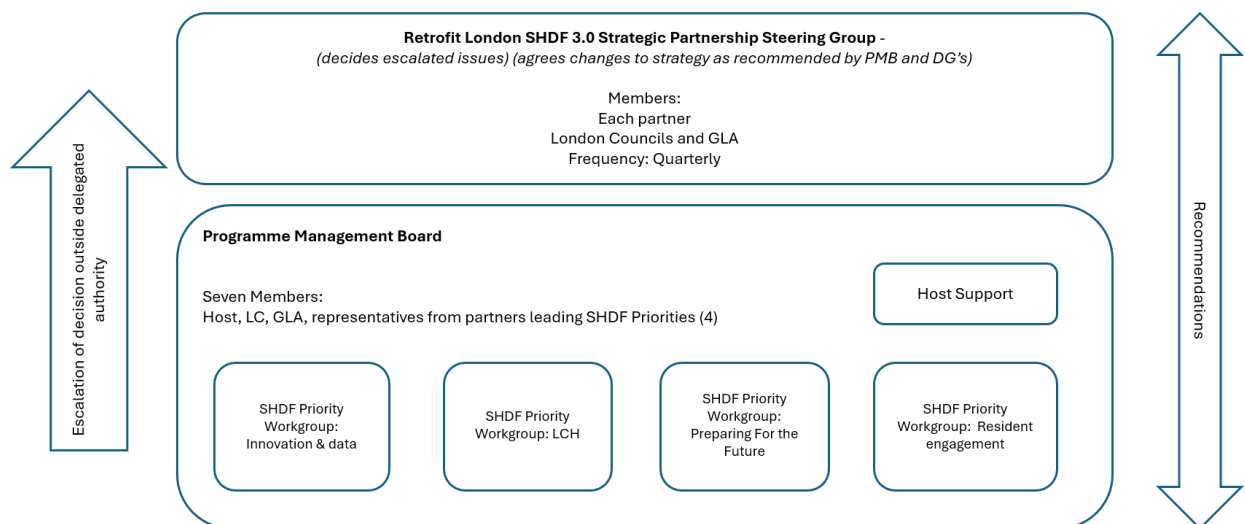 Retrofit London SHDF 3.0 Strategic Partnership Steering Group -
(decides escalated issues) (agrees changes to strategy as recommended by PMB and DG’s)
Members:
Each partner
London Councils and GLA
Frequency: Quarterly
Escalation of decision outside delegated
authority
Recommendations
Programme Management Board
Seven Members:
Host, LC, GLA, representatives from partners leading SHDF Priorities (4)
Host Support
SHDF Priority
Workgroup:
Innovation & data
SHDF Priority
Workgroup: LCH
SHDF Priority
Workgroup:
Preparing For the
Future
SHDF Priority
Workgroup:  Resident
engagement